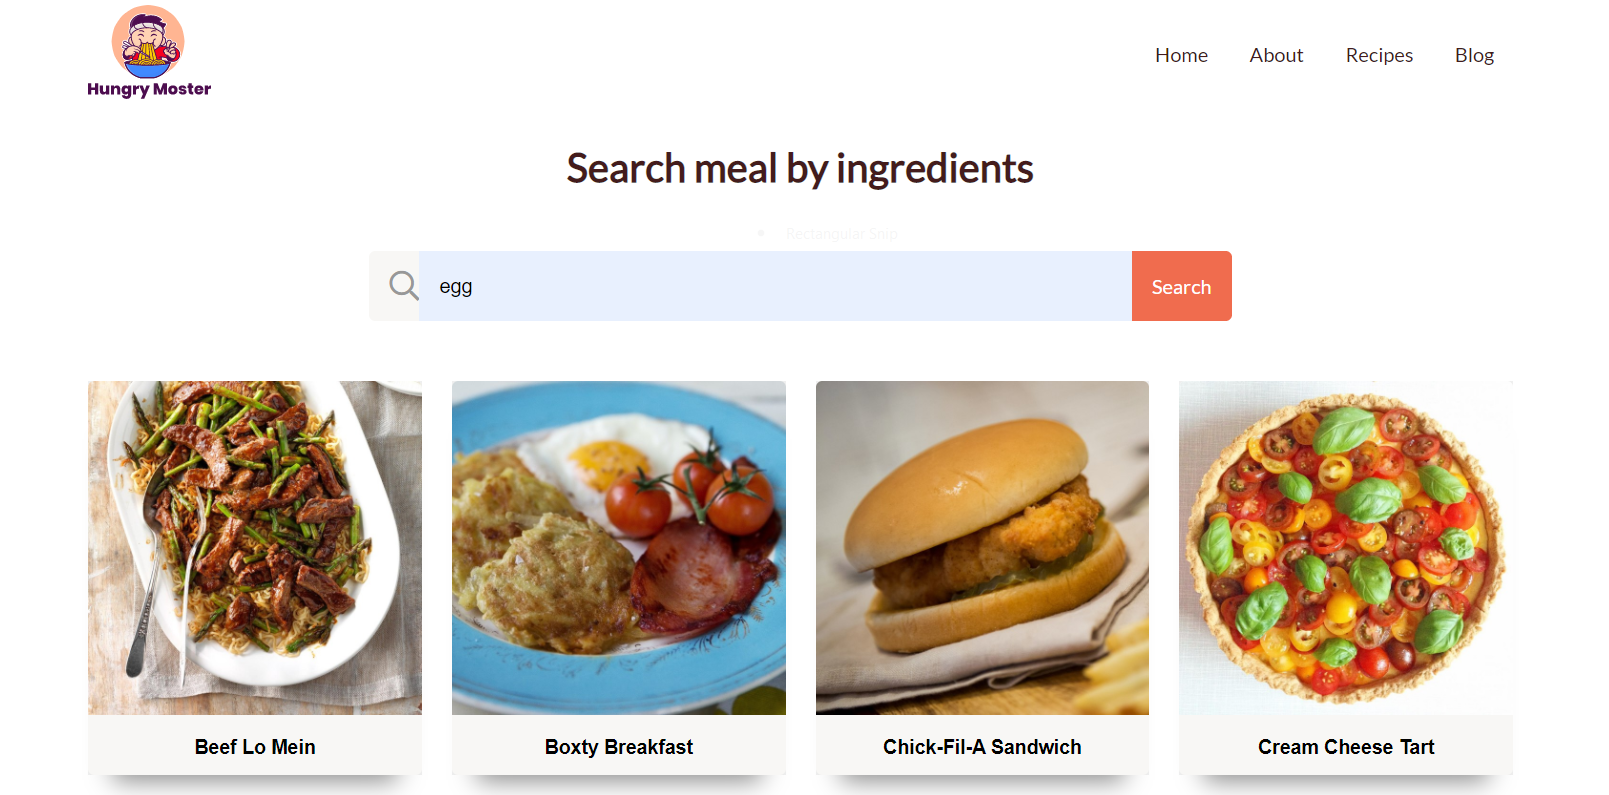 Hungry Moster
Home About Recipes Blog
Search meal by ingredients
Rectangular Snip
egg
Search
Beef Lo Mein
Boxty Breakfast
Chick-Fil-A Sandwich
Cream Cheese Tart